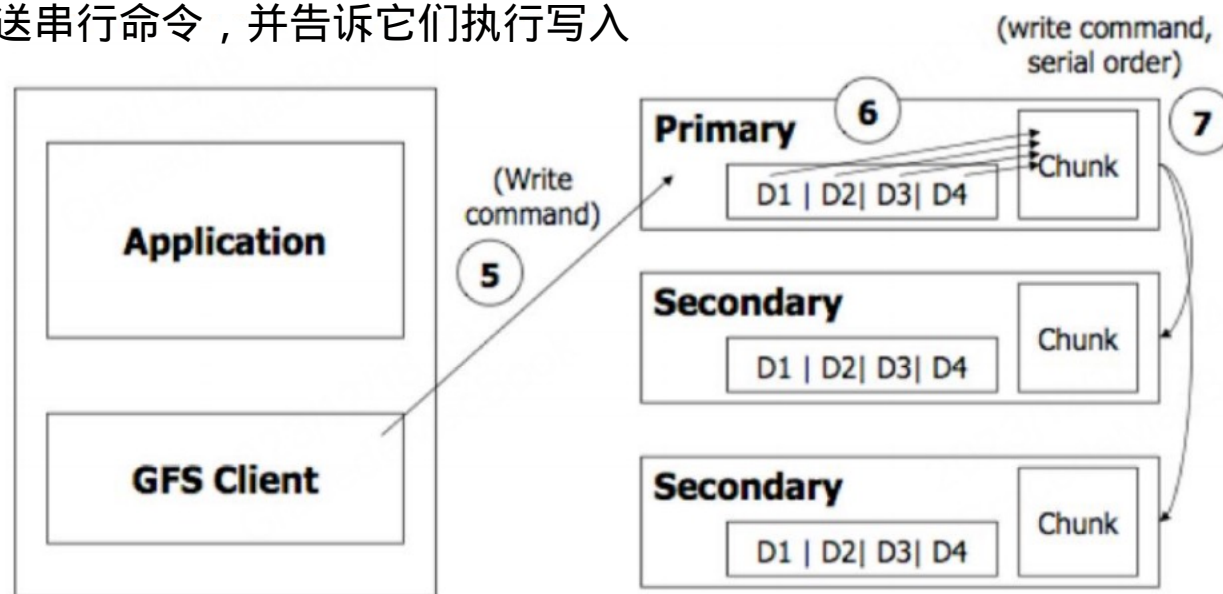 送串行命令，并告诉它们执行写入
(write command,
serial order)
Primary
6
7
D1 | D2| D3| D4
Chunk
(Write
command)
5
Application
Secondary
D1 | D2| D3| D4
Chunk
GFS Client
Secondary
D1 | D2| D3| D4
Chunk